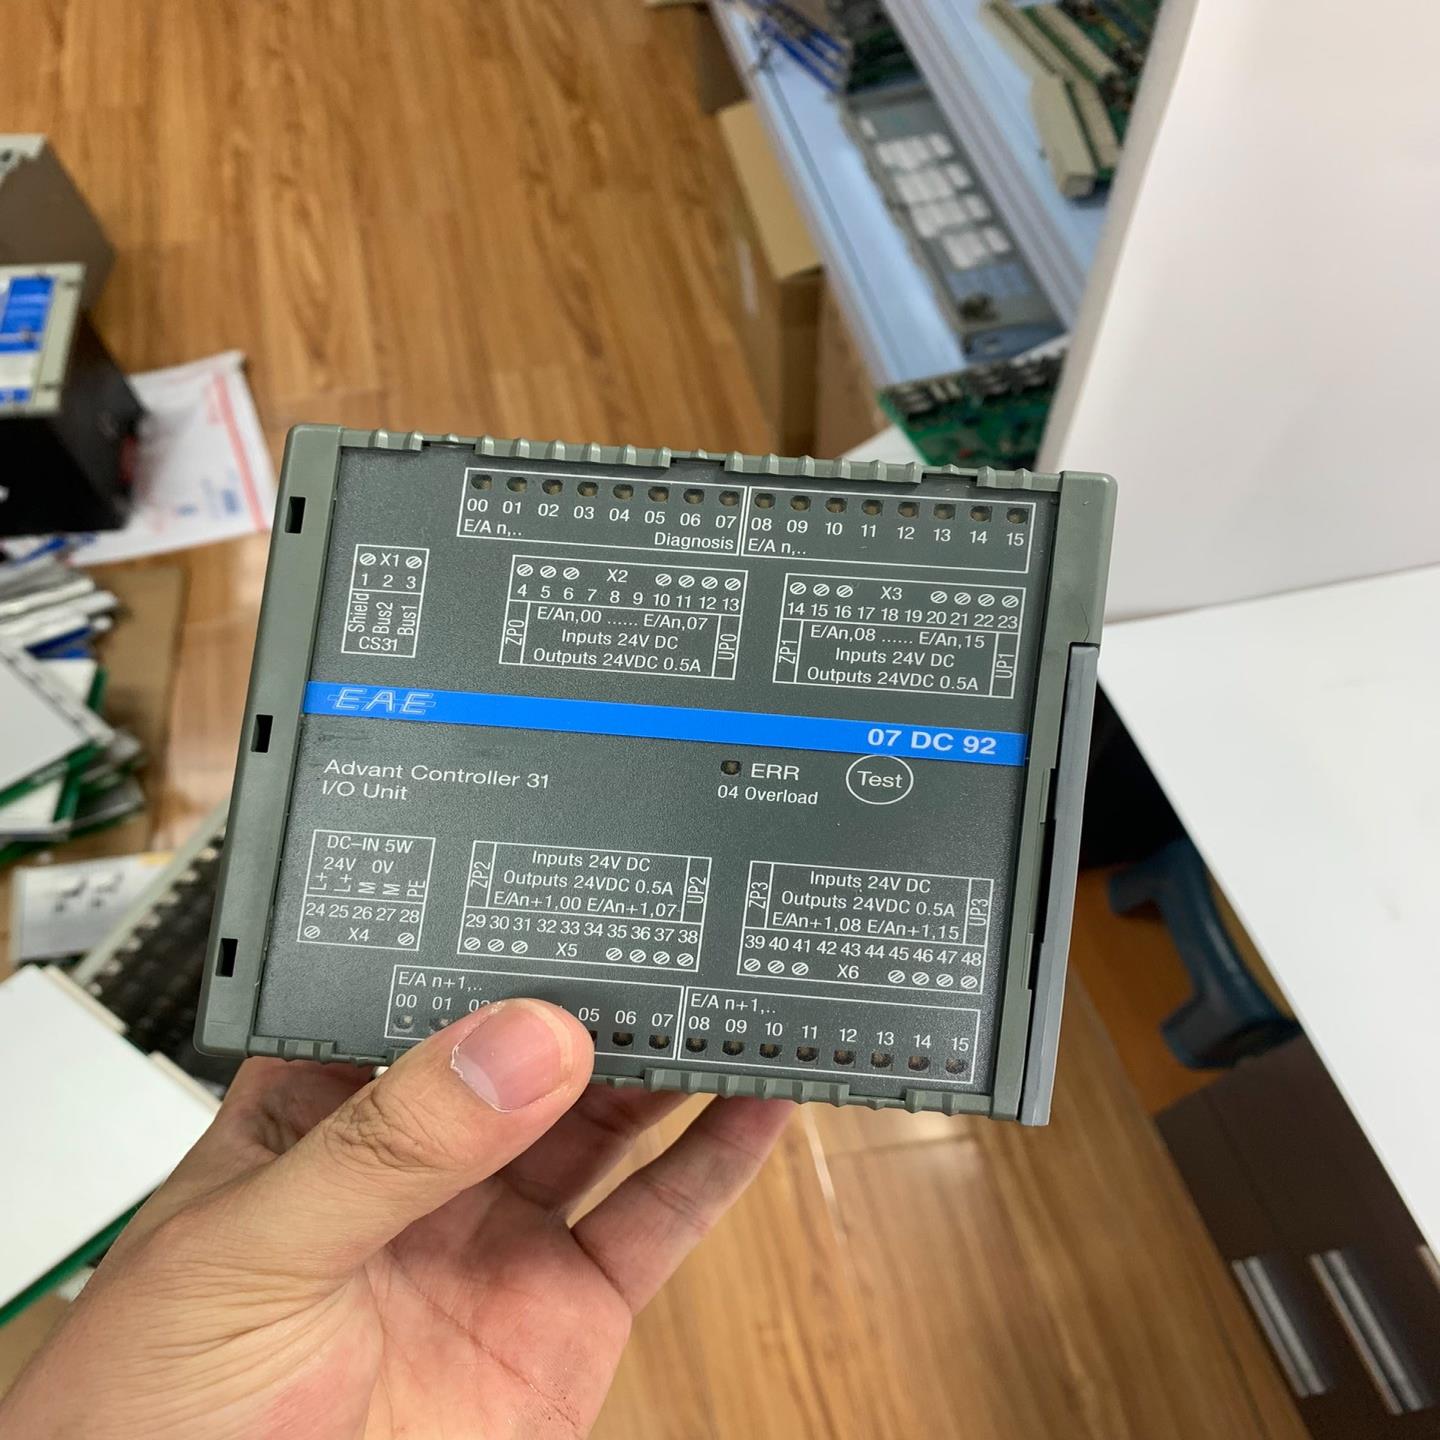 00 01 02 03 04 05 06 07
E/A n,..
Diagnosis
08 09 10 11 12 13 14 15
E/A n,..
X1
1 2 3
Shield
Bus2
Bus1
CS31
X2
4 5 6 7 8 9 10 11 12 13
ZP0
E/An,00 ...... E/An,07
Inputs 24V DC
Outputs 24VDC 0.5A
UP0
X3
14 15 16 17 18 19 20 21 22 23
ZP1
E/An,08 ...... E/An,15
Inputs 24V DC
Outputs 24VDC 0.5A
UP1
EAE
07 DC 92
Advant Controller 31
I/O Unit
ERR
04 Overload
Test
DC-IN 5W
24V 0V
L+
L+
M
M
PE
24 25 26 27 28
X4
ZP2
Inputs 24V DC
Outputs 24VDC 0.5A
E/An+1,00 E/An+1,07
UP2
29 30 31 32 33 34 35 36 37 38
X5
ZP3
Inputs 24V DC
Outputs 24VDC 0.5A
E/An+1,08 E/An+1,15
UP3
39 40 41 42 43 44 45 46 47 48
X6
E/A n+1,..
00 01 05 06 07
E/A n+1,..
08 09 10 11 12 13 14 15